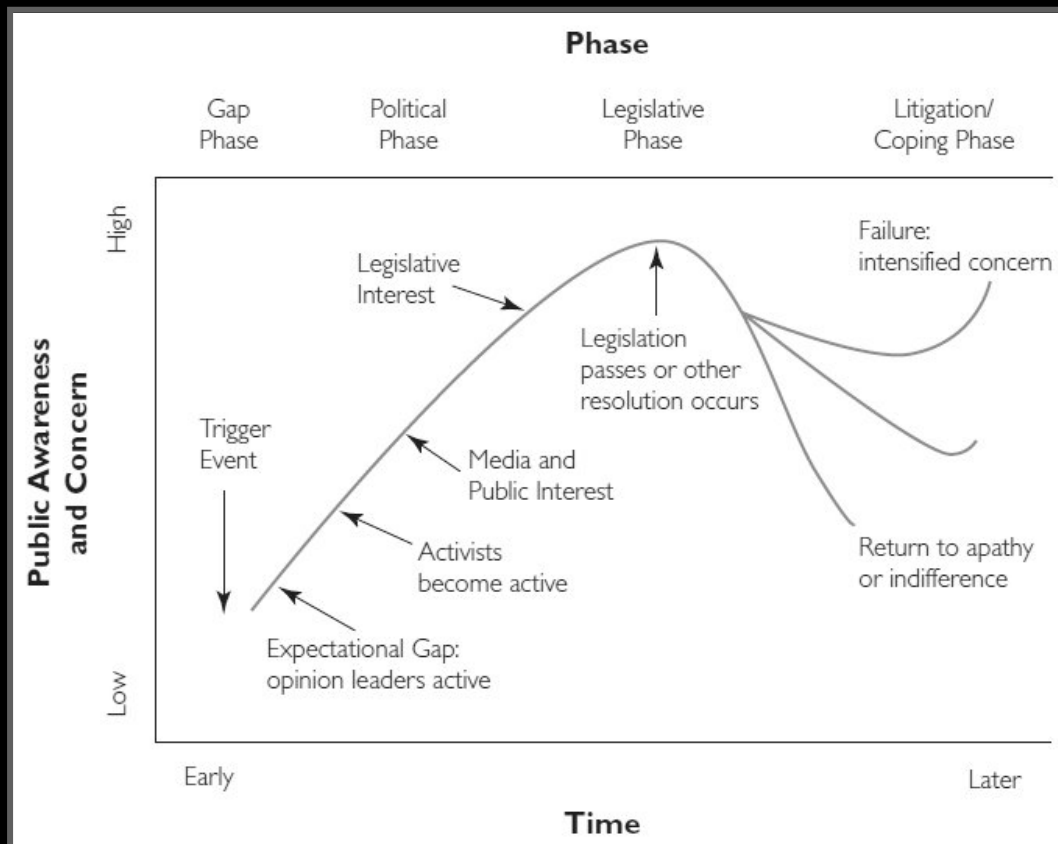 Phase
Gap
Phase
Political
Phase
Legislative
Phase
Litigation/
Coping Phase
High
Low
Public Awareness
and Concern
Failure:
intensified concern
Legislative
Interest
Legislation
passes or other
resolution occurs
Trigger
Event
Media and
Public Interest
Activists
become active
Return to apathy
or indifference
Expectational Gap:
opinion leaders active
Early
Later
Time